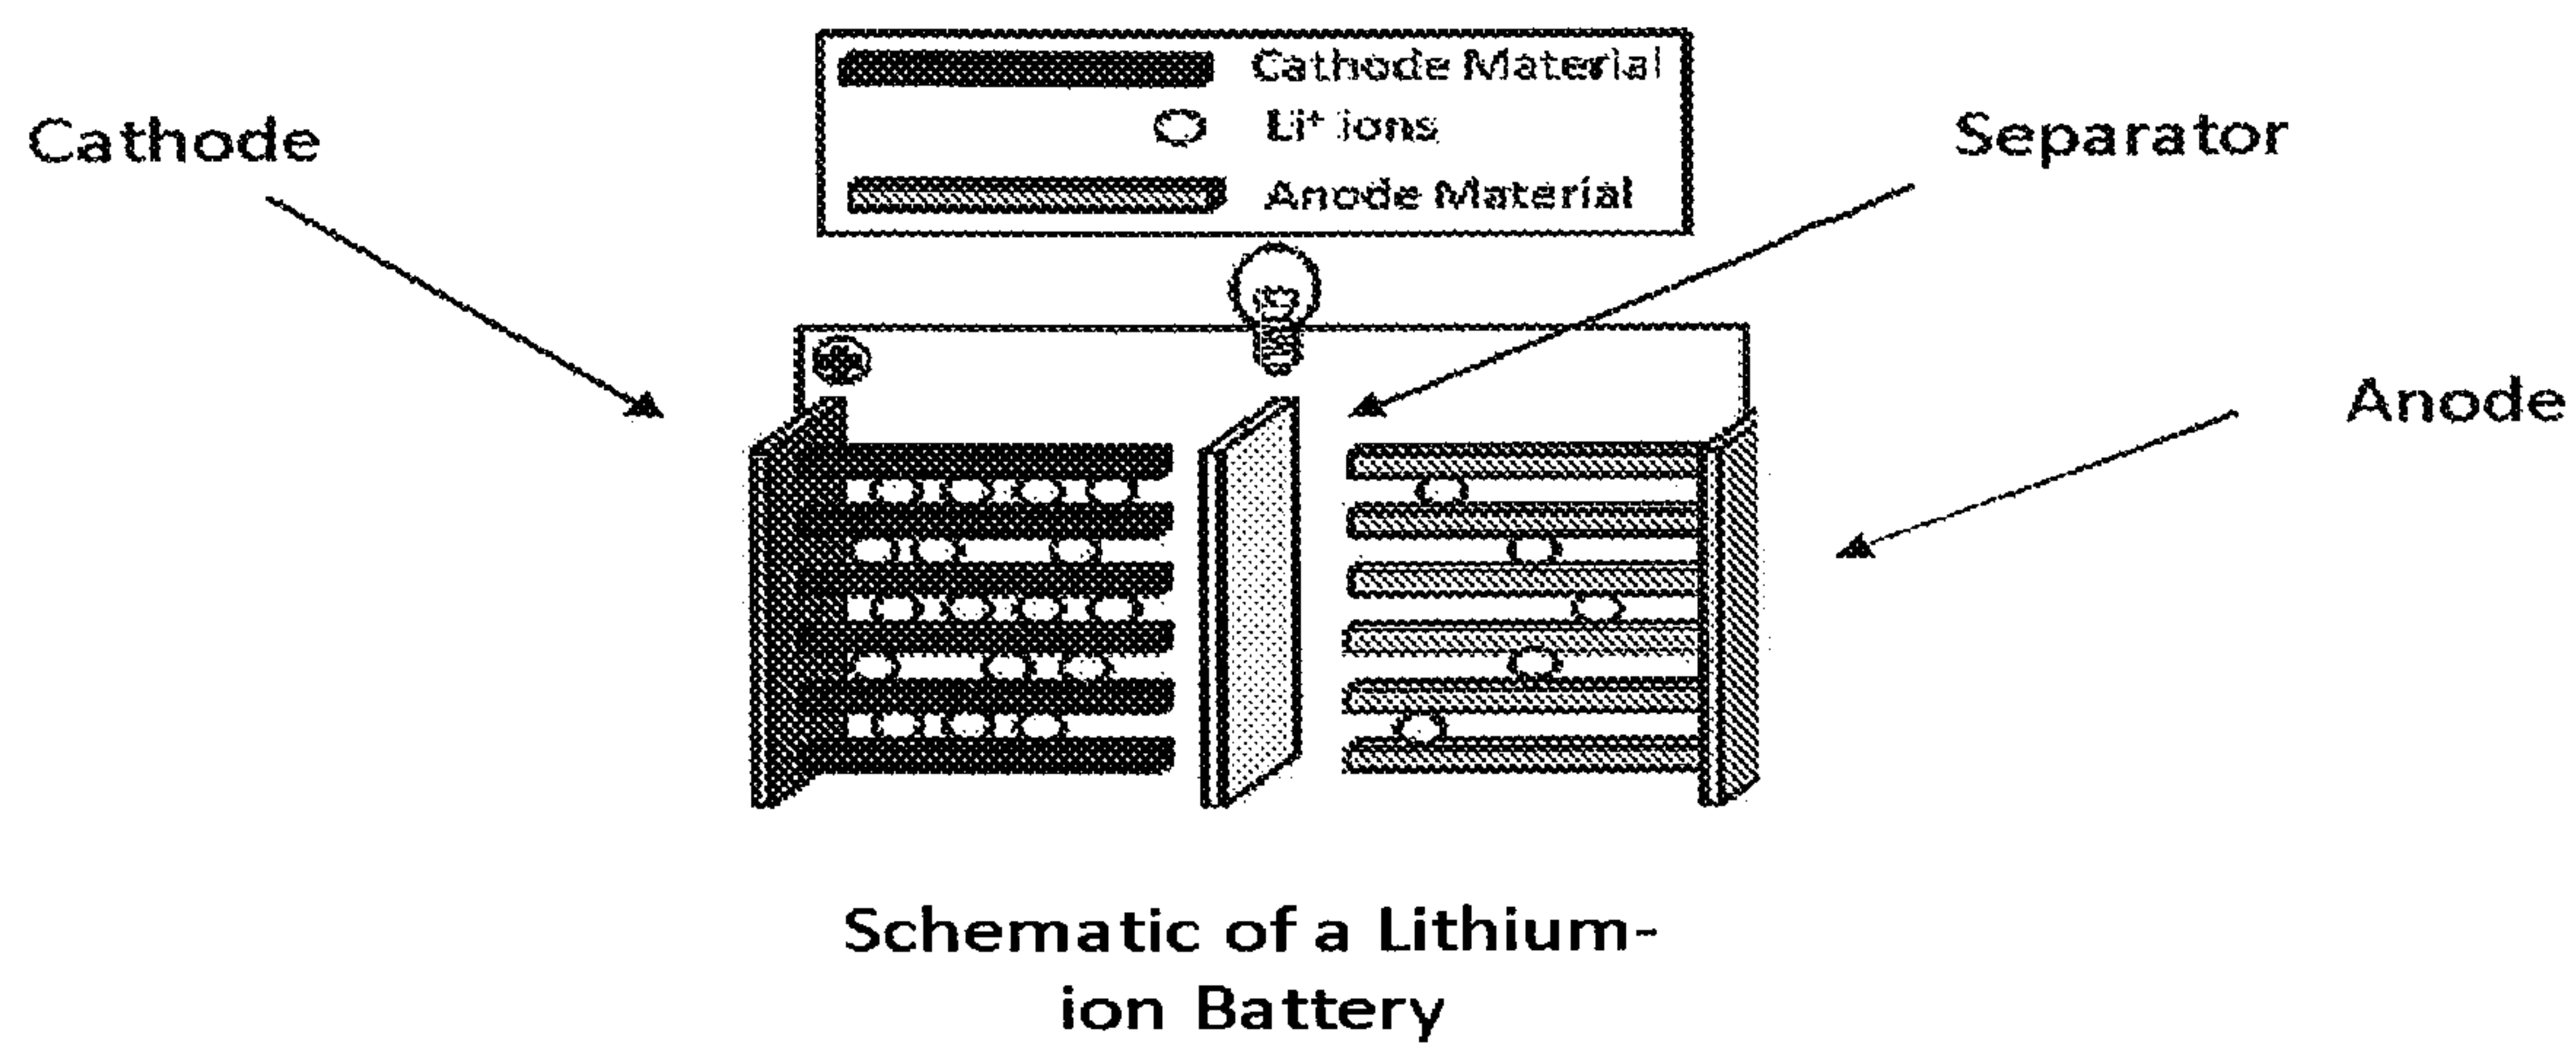 Cathode Material
Li⁺ ions
Anode Material
Cathode
Separator
Anode
Schematic of a Lithium-
ion Battery